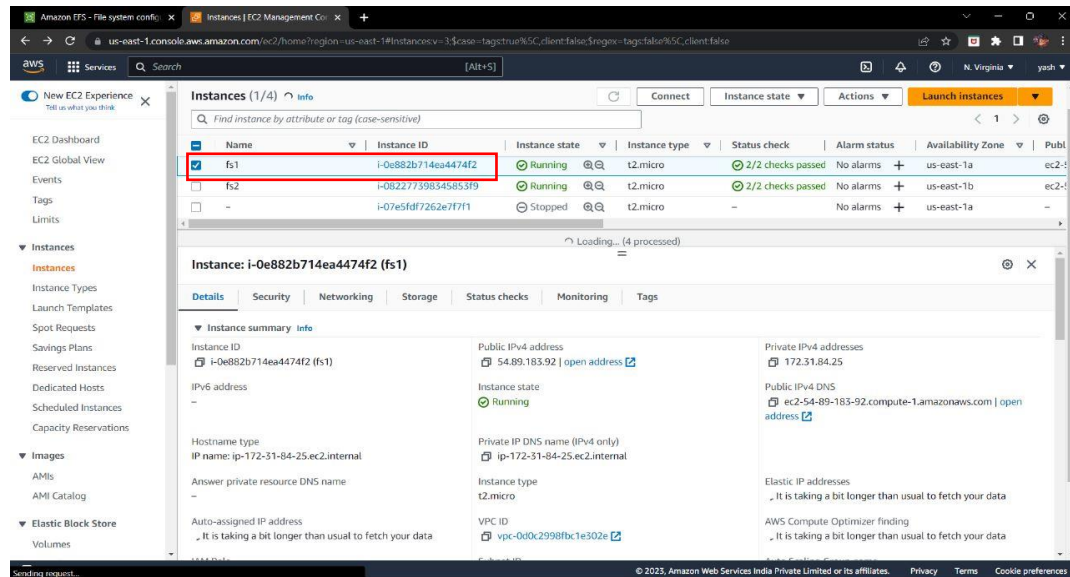 Amazon EFS - File system config
Instances | EC2 Management Con
us-east-1.console.aws.amazon.com/ec2/home?region=us-east-1#Instances:v=3;$case=tags:true%5C,client:false;$regex=tags:false%5C,client:false
aws Services Search [Alt+S] N. Virginia yash
New EC2 Experience
Tell us what you think
EC2 Dashboard
EC2 Global View
Events
Tags
Limits
Instances
Instances
Instance Types
Launch Templates
Spot Requests
Savings Plans
Reserved Instances
Dedicated Hosts
Scheduled Instances
Capacity Reservations
Images
AMIs
AMI Catalog
Elastic Block Store
Volumes
Instances (1/4) Info Connect Instance state Actions Launch instances
Find instance by attribute or tag (case-sensitive) 1
Name Instance ID Instance state Instance type Status check Alarm status Availability Zone Publ
fs1 i-0e882b714ea4474f2 Running t2.micro 2/2 checks passed No alarms + us-east-1a ec2-5
fs2 i-082277398345853f9 Running t2.micro 2/2 checks passed No alarms + us-east-1b ec2-
– i-07e5fdf7262e7f7f1 Stopped t2.micro – No alarms + us-east-1a –
Loading... (4 processed)
Instance: i-0e882b714ea4474f2 (fs1)
Details Security Networking Storage Status checks Monitoring Tags
Instance summary Info
Instance ID
i-0e882b714ea4474f2 (fs1)
Public IPv4 address
54.89.183.92 | open address
Private IPv4 addresses
172.31.84.25
IPv6 address
–
Instance state
Running
Public IPv4 DNS
ec2-54-89-183-92.compute-1.amazonaws.com | open
address
Hostname type
IP name: ip-172-31-84-25.ec2.internal
Private IP DNS name (IPv4 only)
ip-172-31-84-25.ec2.internal
Answer private resource DNS name
–
Instance type
t2.micro
Elastic IP addresses
It is taking a bit longer than usual to fetch your data
Auto-assigned IP address
It is taking a bit longer than usual to fetch your data
VPC ID
vpc-0d0c2998fbc1e302e
AWS Compute Optimizer finding
It is taking a bit longer than usual to fetch your data
Sending request...
© 2023, Amazon Web Services India Private Limited or its affiliates. Privacy Terms Cookie preferences